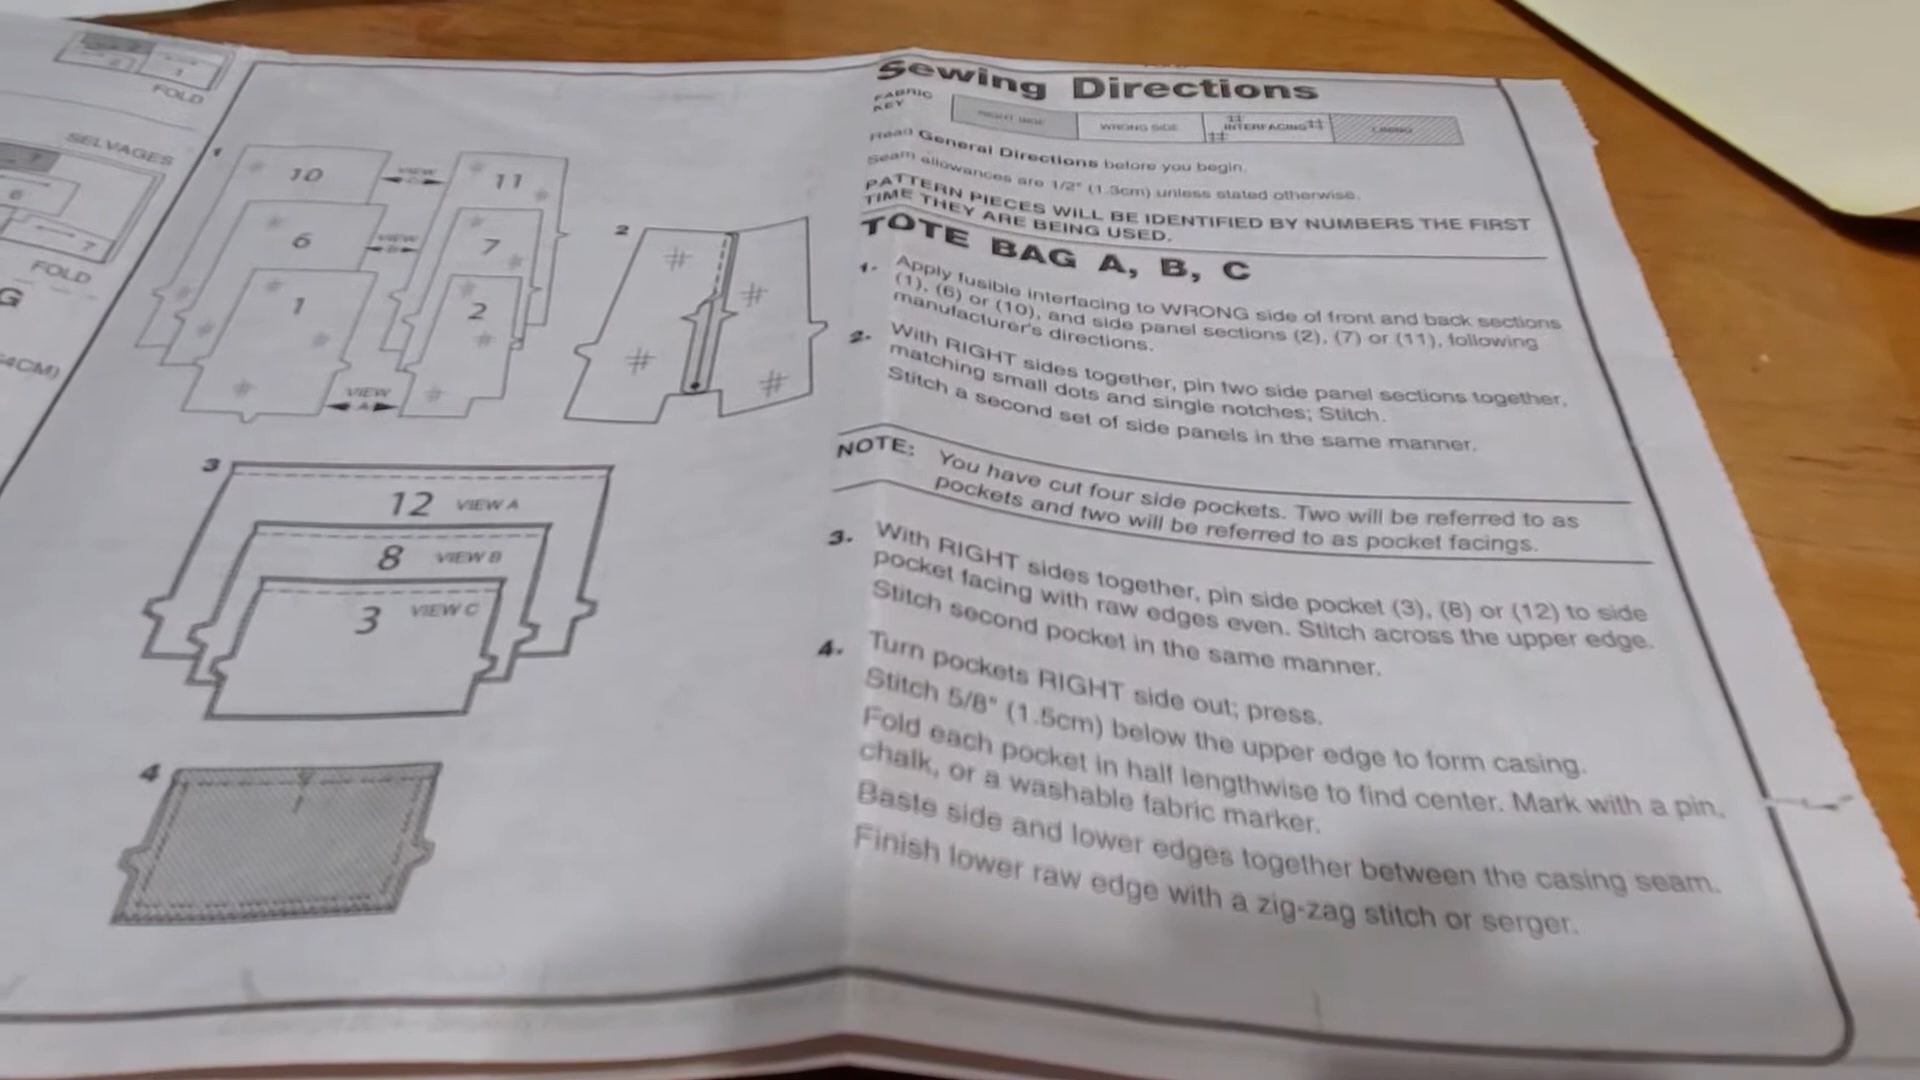 FOLD
SELVAGES
6
7
FOLD
G
4CM)
1
10
VIEW
C
11
6
VIEW
B
7
1
2
VIEW
A
2
3
12 VIEW A
8 VIEW B
3 VIEW C
4
Sewing Directions
FABRIC
KEY
RIGHT SIDE
WRONG SIDE
INTERFACING
LINING
Read General Directions before you begin.
Seam allowances are 1/2" (1.3cm) unless stated otherwise.
PATTERN PIECES WILL BE IDENTIFIED BY NUMBERS THE FIRST
TIME THEY ARE BEING USED.
TOTE BAG A, B, C
1. Apply fusible interfacing to WRONG side of front and back sections
(1), (6) or (10), and side panel sections (2), (7) or (11), following
manufacturer's directions.
2. With RIGHT sides together, pin two side panel sections together,
matching small dots and single notches; Stitch.
Stitch a second set of side panels in the same manner.
NOTE: You have cut four side pockets. Two will be referred to as
pockets and two will be referred to as pocket facings.
3. With RIGHT sides together, pin side pocket (3), (8) or (12) to side
pocket facing with raw edges even. Stitch across the upper edge.
Stitch second pocket in the same manner.
4. Turn pockets RIGHT side out; press.
Stitch 5/8" (1.5cm) below the upper edge to form casing.
Fold each pocket in half lengthwise to find center. Mark with a pin,
chalk, or a washable fabric marker.
Baste side and lower edges together between the casing seam.
Finish lower raw edge with a zig-zag stitch or serger.